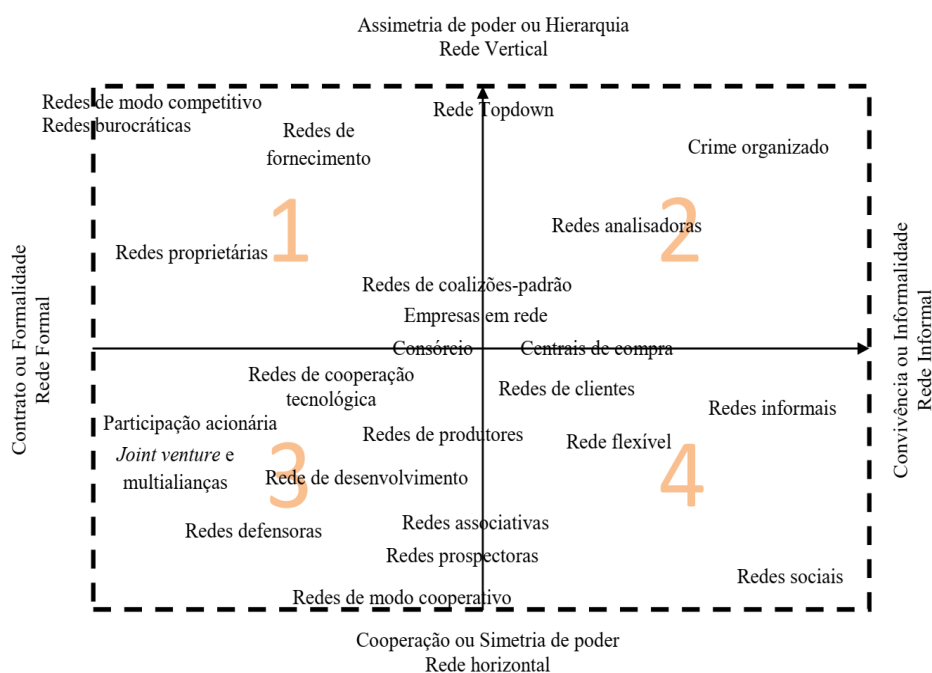 Assimetria de poder ou Hierarquia
Rede Vertical
Redes de modo competitivo
Redes burocráticas
Rede Topdown
Redes de
fornecimento
Crime organizado
1
2
Redes analisadoras
Redes proprietárias
Redes de coalizões-padrão
Empresas em rede
Consórcio
Centrais de compra
Contrato ou Formalidade
Rede Formal
Convivência ou Informalidade
Rede Informal
Redes de cooperação
tecnológica
Redes de clientes
Redes informais
Participação acionária
Redes de produtores
Rede flexível
Joint venture e
multialianças
3
4
Rede de desenvolvimento
Redes defensoras
Redes associativas
Redes prospectoras
Redes sociais
Redes de modo cooperativo
Cooperação ou Simetria de poder
Rede horizontal